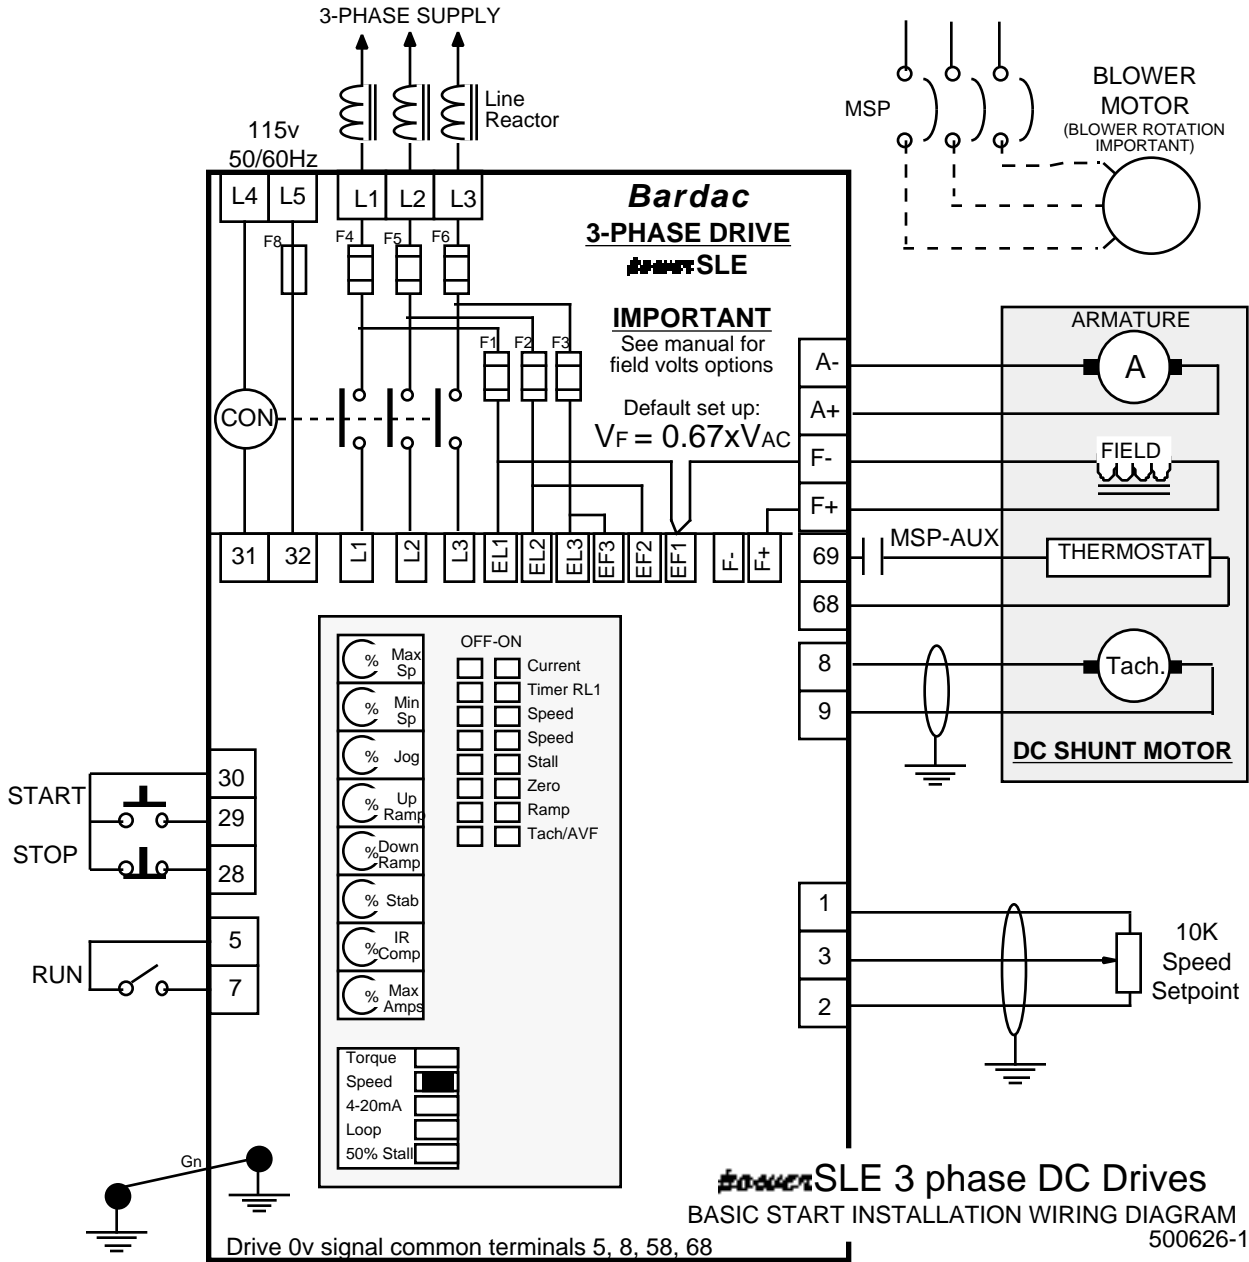 3-PHASE SUPPLY
Line
Reactor
115v
50/60Hz
MSP
BLOWER
MOTOR
(BLOWER ROTATION
IMPORTANT)
L4 L5 L1 L2 L3
F8 F4 F5 F6
Bardac
3-PHASE DRIVE
power SLE
IMPORTANT
See manual for
field volts options
Default set up:
VF = 0.67xVAC
F1 F2 F3
CON
A-
A+
F-
F+
69
68
8
9
ARMATURE
A
FIELD
MSP-AUX
THERMOSTAT
Tach.
DC SHUNT MOTOR
31 32 L1 L2 L3 EL1 EL2 EL3 EF3 EF2 EF1 F- F+
OFF-ON
% Max
Sp
% Min
Sp
% Jog
% Up
Ramp
% Down
Ramp
% Stab
% IR
Comp
% Max
Amps
Current
Timer RL1
Speed
Speed
Stall
Zero
Ramp
Tach/AVF
START
STOP
RUN
30
29
28
5
7
1
3
2
10K
Speed
Setpoint
Torque
Speed
4-20mA
Loop
50% Stall
Gn
power SLE 3 phase DC Drives
BASIC START INSTALLATION WIRING DIAGRAM
500626-1
Drive 0v signal common terminals 5, 8, 58, 68